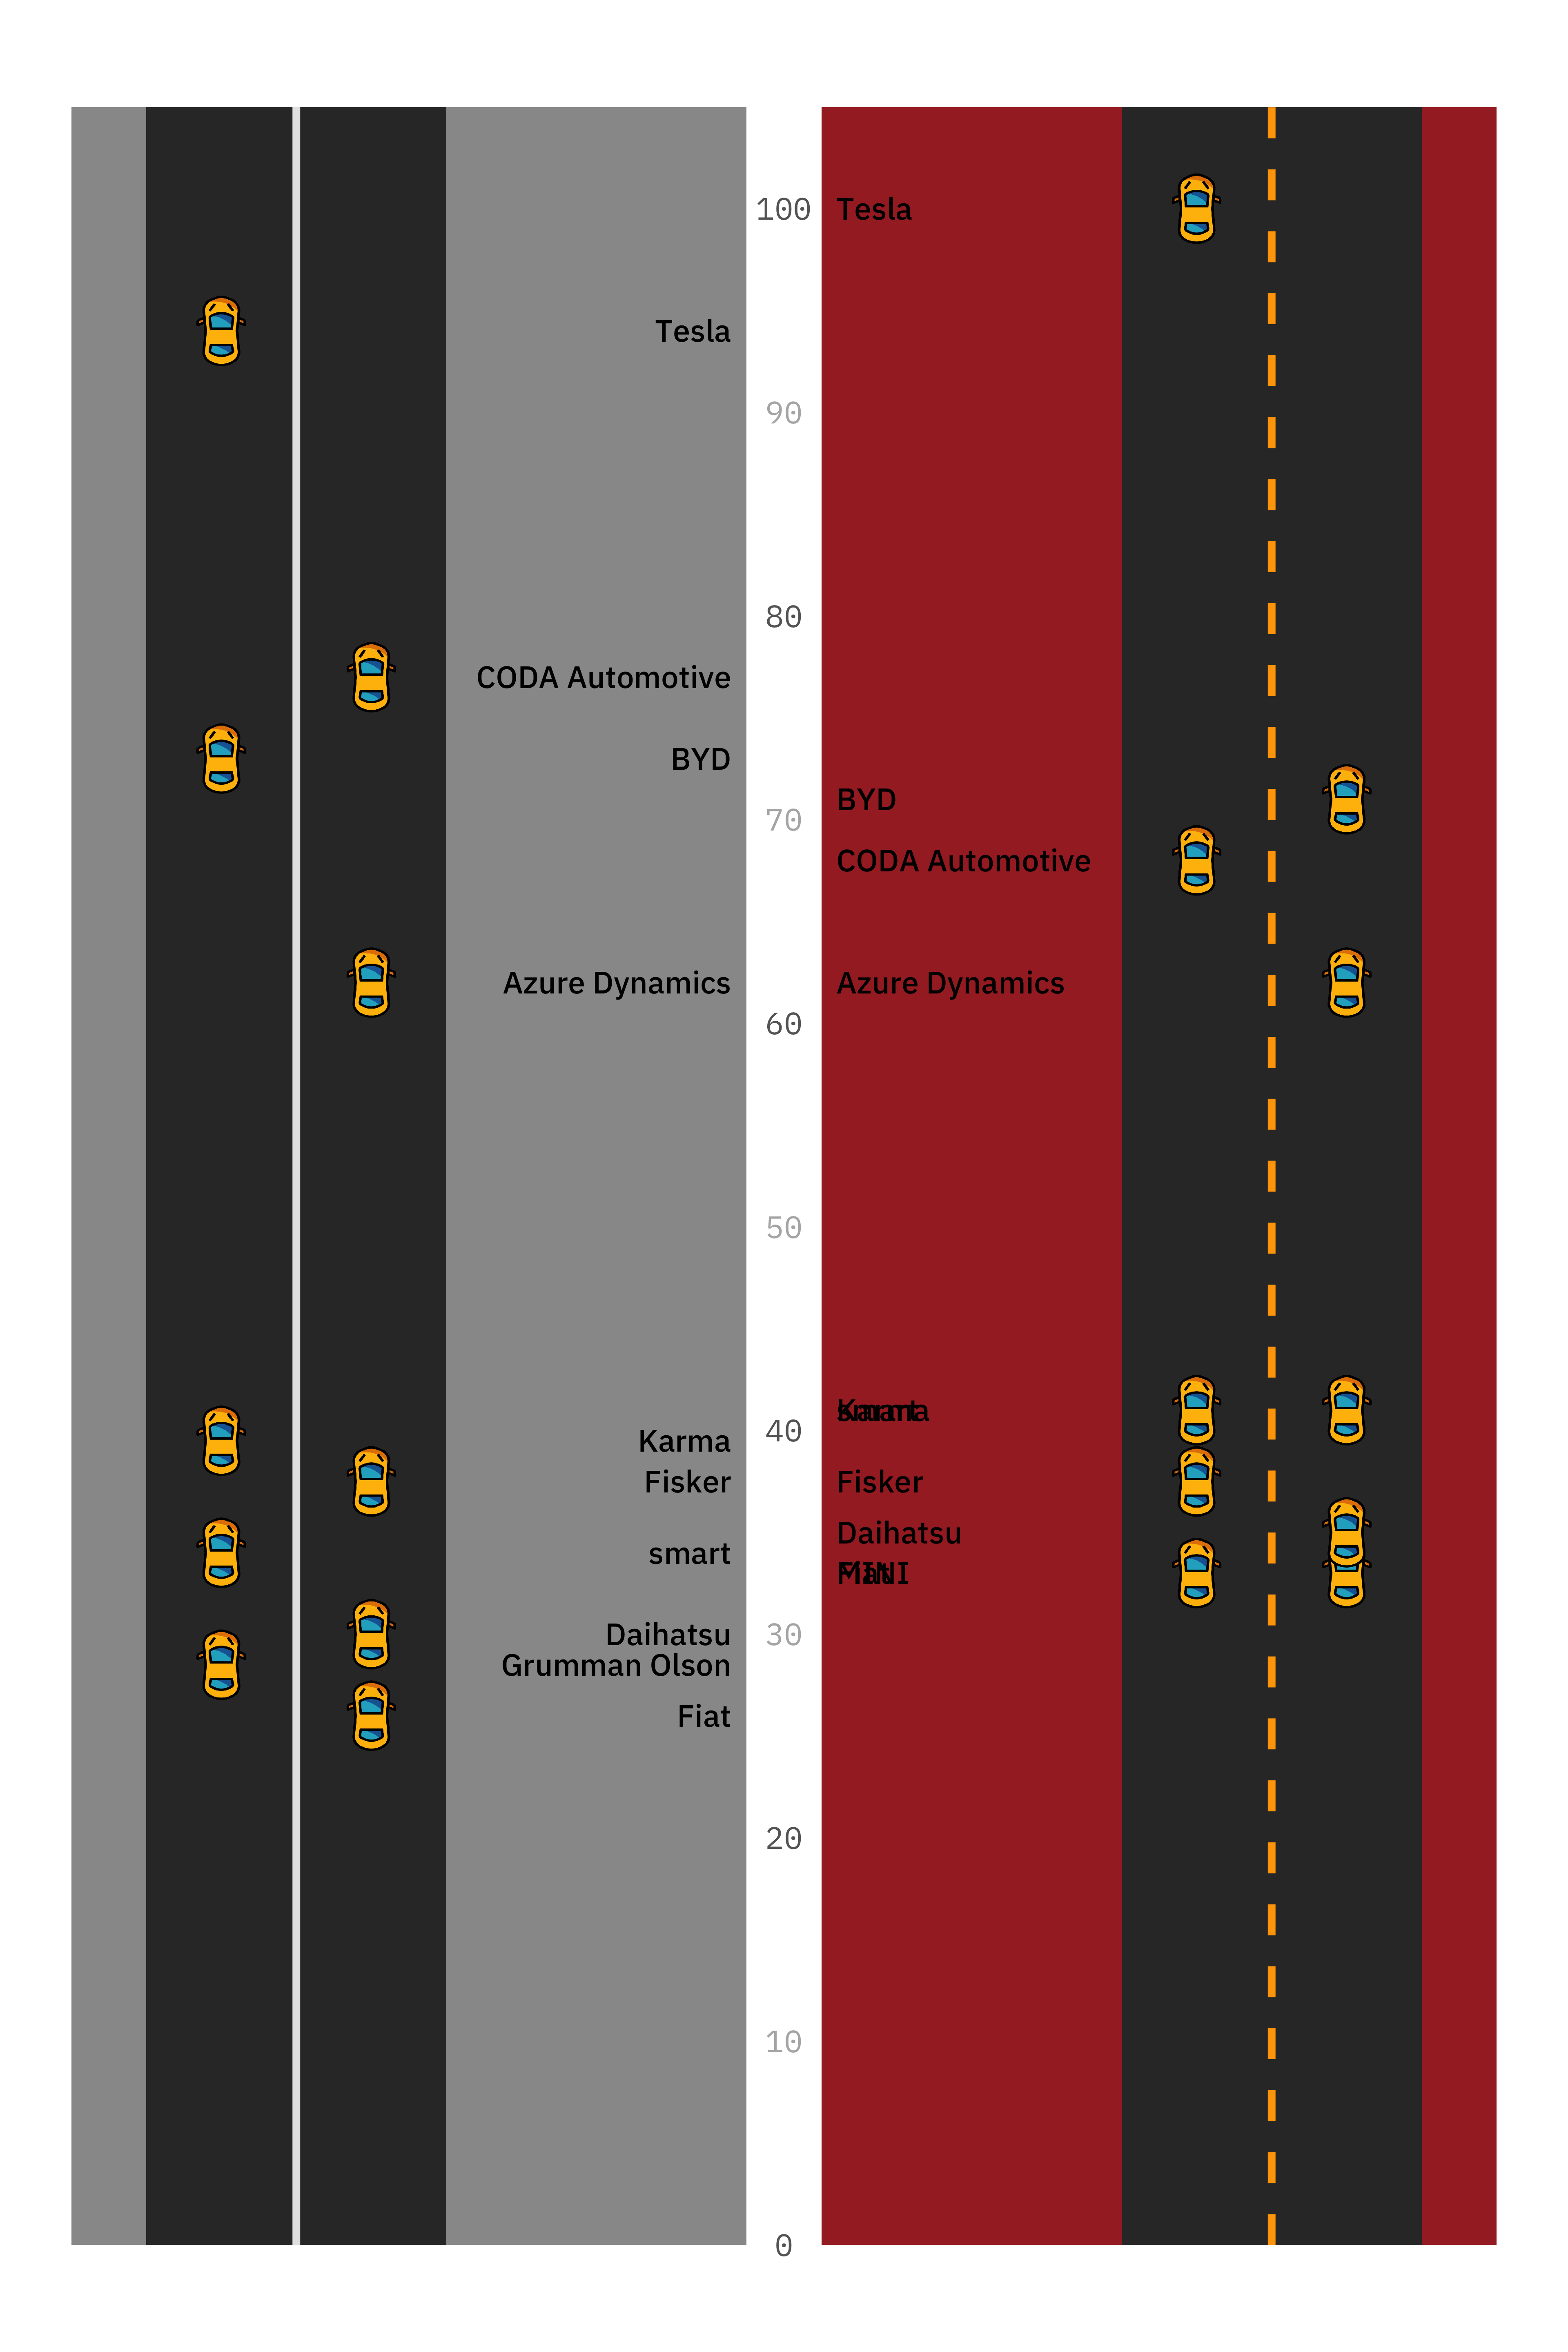 Tesla
CODA Automotive
BYD
Azure Dynamics
Karma
Fisker
smart
Daihatsu
Grumman Olson
Fiat
100
90
80
70
60
50
40
30
20
10
0
Tesla
BYD
CODA Automotive
Azure Dynamics
Karma
smart
Fisker
Daihatsu
Fiat
MINI